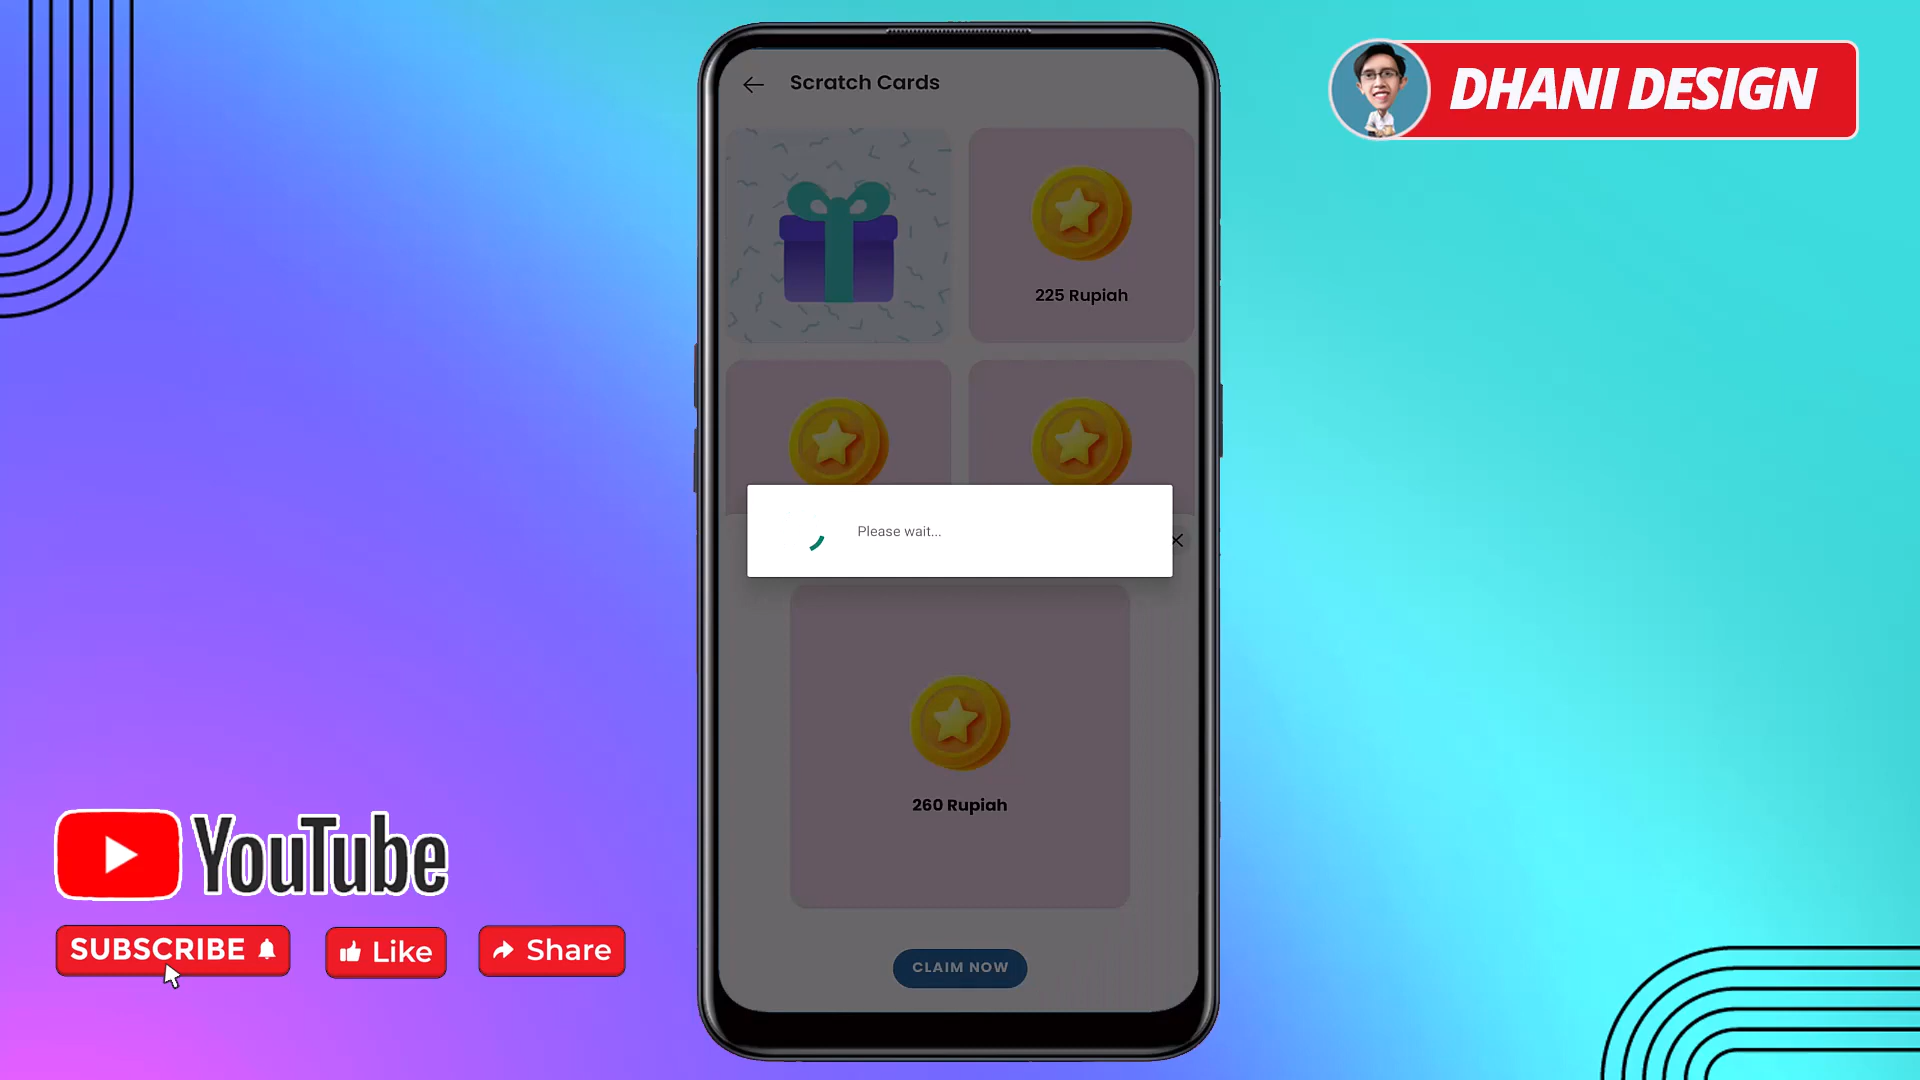 Scratch Cards
DHANI DESIGN
225 Rupiah
Please wait...
260 Rupiah
CLAIM NOW
YouTube
SUBSCRIBE
Like
Share